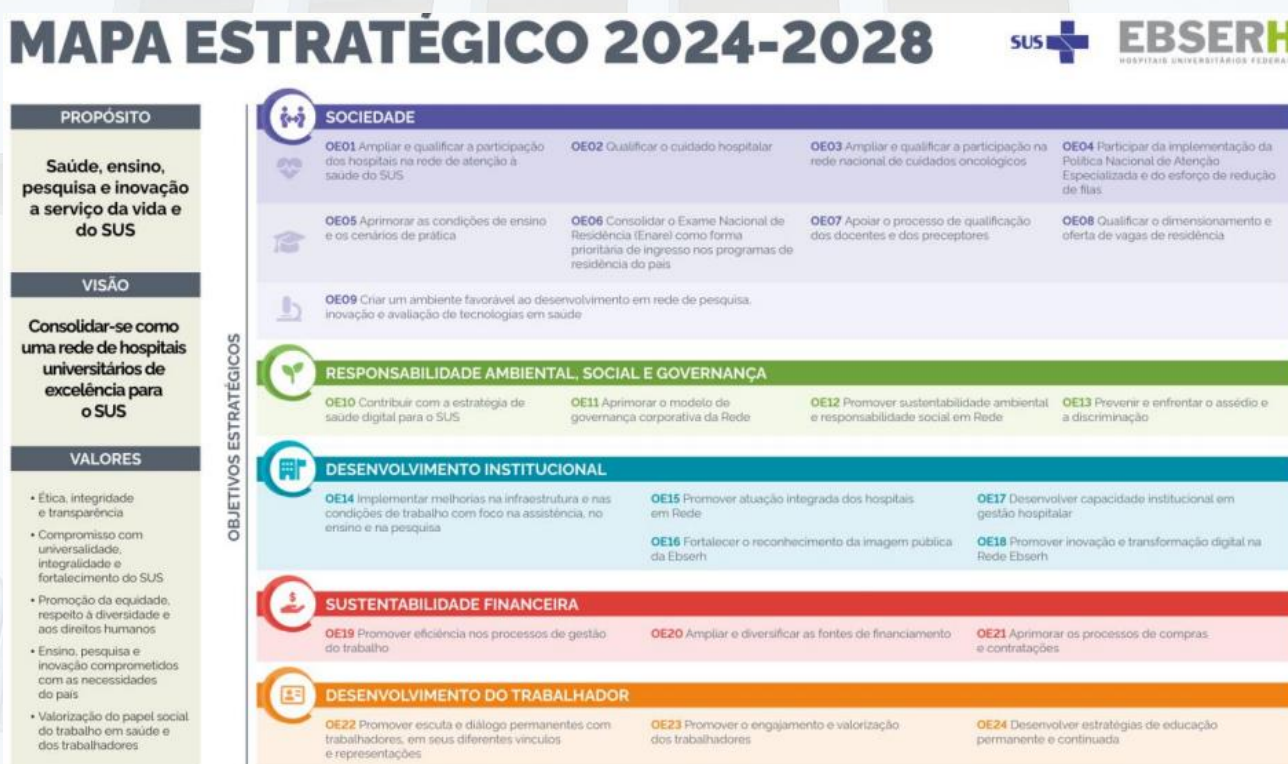 MAPA ESTRATÉGICO 2024-2028
SUS
EBSERH
HOSPITAIS UNIVERSITÁRIOS FEDERAIS
PROPÓSITO
Saúde, ensino,
pesquisa e inovação
a serviço da vida e
do SUS
VISÃO
Consolidar-se como
uma rede de hospitais
universitários de
excelência para
o SUS
VALORES
• Ética, integridade
e transparência
• Compromisso com
universalidade,
integralidade e
fortalecimento do SUS
• Promoção da equidade,
respeito à diversidade e
aos direitos humanos
• Ensino, pesquisa e
inovação comprometidos
com as necessidades
do país
• Valorização do papel social
do trabalho em saúde e
dos trabalhadores
OBJETIVOS ESTRATÉGICOS
SOCIEDADE
OE01 Ampliar e qualificar a participação
dos hospitais na rede de atenção à
saúde do SUS
OE02 Qualificar o cuidado hospitalar
OE03 Ampliar e qualificar a participação na
rede nacional de cuidados oncológicos
OE04 Participar da implementação da
Política Nacional de Atenção
Especializada e do esforço de redução
de filas
OE05 Aprimorar as condições de ensino
e os cenários de prática
OE06 Consolidar o Exame Nacional de
Residência (Enare) como forma
prioritária de ingresso nos programas de
residência do país
OE07 Apoiar o processo de qualificação
dos docentes e dos preceptores
OE08 Qualificar o dimensionamento e
oferta de vagas de residência
OE09 Criar um ambiente favorável ao desenvolvimento em rede de pesquisa,
inovação e avaliação de tecnologias em saúde
RESPONSABILIDADE AMBIENTAL, SOCIAL E GOVERNANÇA
OE10 Contribuir com a estratégia de
saúde digital para o SUS
OE11 Aprimorar o modelo de
governança corporativa da Rede
OE12 Promover sustentabilidade ambiental
e responsabilidade social em Rede
OE13 Prevenir e enfrentar o assédio e
a discriminação
DESENVOLVIMENTO INSTITUCIONAL
OE14 Implementar melhorias na infraestrutura e nas
condições de trabalho com foco na assistência, no
ensino e na pesquisa
OE15 Promover atuação integrada dos hospitais
em Rede
OE16 Fortalecer o reconhecimento da imagem pública
da Ebserh
OE17 Desenvolver capacidade institucional em
gestão hospitalar
OE18 Promover inovação e transformação digital na
Rede Ebserh
SUSTENTABILIDADE FINANCEIRA
OE19 Promover eficiência nos processos de gestão
do trabalho
OE20 Ampliar e diversificar as fontes de financiamento
OE21 Aprimorar os processos de compras
e contratações
DESENVOLVIMENTO DO TRABALHADOR
OE22 Promover escuta e diálogo permanentes com
trabalhadores, em seus diferentes vínculos
e representações
OE23 Promover o engajamento e valorização
dos trabalhadores
OE24 Desenvolver estratégias de educação
permanente e continuada